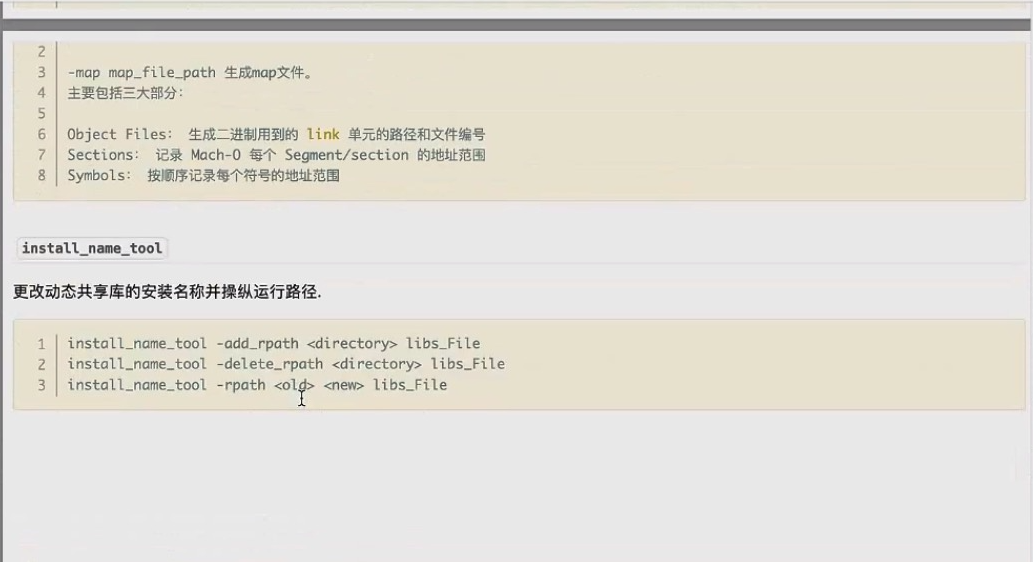 2
3 -map map_file_path 生成map文件。
4 主要包括三大部分：
5
6 Object Files： 生成二进制用到的 link 单元的路径和文件编号
7 Sections： 记录 Mach-O 每个 Segment/section 的地址范围
8 Symbols： 按顺序记录每个符号的地址范围
install_name_tool
更改动态共享库的安装名称并操纵运行路径.
1 install_name_tool -add_rpath <directory> libs_File
2 install_name_tool -delete_rpath <directory> libs_File
3 install_name_tool -rpath <old> <new> libs_File